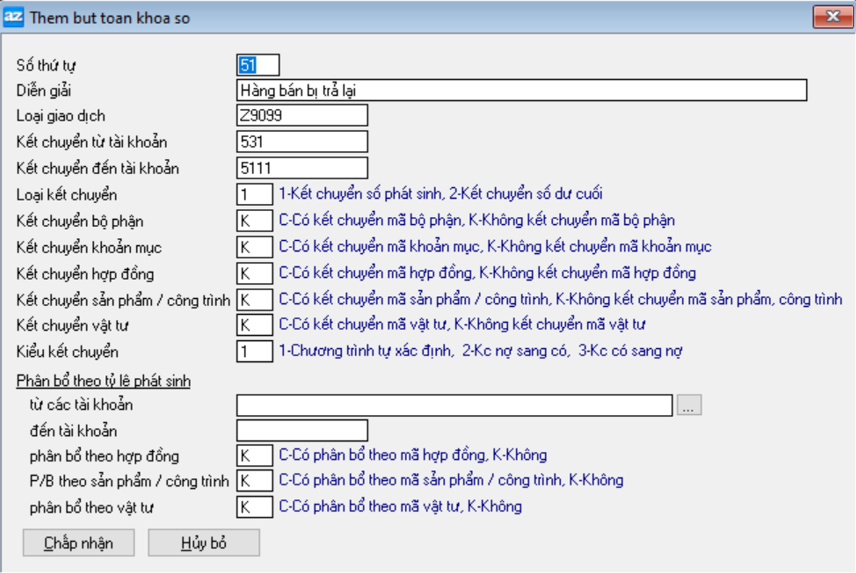 az Them but toan khoa so
Số thứ tự 51
Diễn giải Hàng bán bị trả lại
Loại giao dịch Z9099
Kết chuyển từ tài khoản 531
Kết chuyển đến tài khoản 5111
Loại kết chuyển 1 1-Kết chuyển số phát sinh, 2-Kết chuyển số dư cuối
Kết chuyển bộ phận K C-Có kết chuyển mã bộ phận, K-Không kết chuyển mã bộ phận
Kết chuyển khoản mục K C-Có kết chuyển mã khoản mục, K-Không kết chuyển mã khoản mục
Kết chuyển hợp đồng K C-Có kết chuyển mã hợp đồng, K-Không kết chuyển mã hợp đồng
Kết chuyển sản phẩm / công trình K C-Có kết chuyển mã sản phẩm / công trình, K-Không kết chuyển mã sản phẩm, công trình
Kết chuyển vật tư K C-Có kết chuyển mã vật tư, K-Không kết chuyển mã vật tư
Kiểu kết chuyển 1 1-Chương trình tự xác định, 2-Kc nợ sang có, 3-Kc có sang nợ
Phân bổ theo tỷ lê phát sinh
từ các tài khoản ...
đến tài khoản
phân bổ theo hợp đồng K C-Có phân bổ theo mã hợp đồng, K-Không
P/B theo sản phẩm / công trình K C-Có phân bổ theo mã sản phẩm / công trình, K-Không
phân bổ theo vật tư K C-Có phân bổ theo mã vật tư, K-Không
Chấp nhận Hủy bỏ